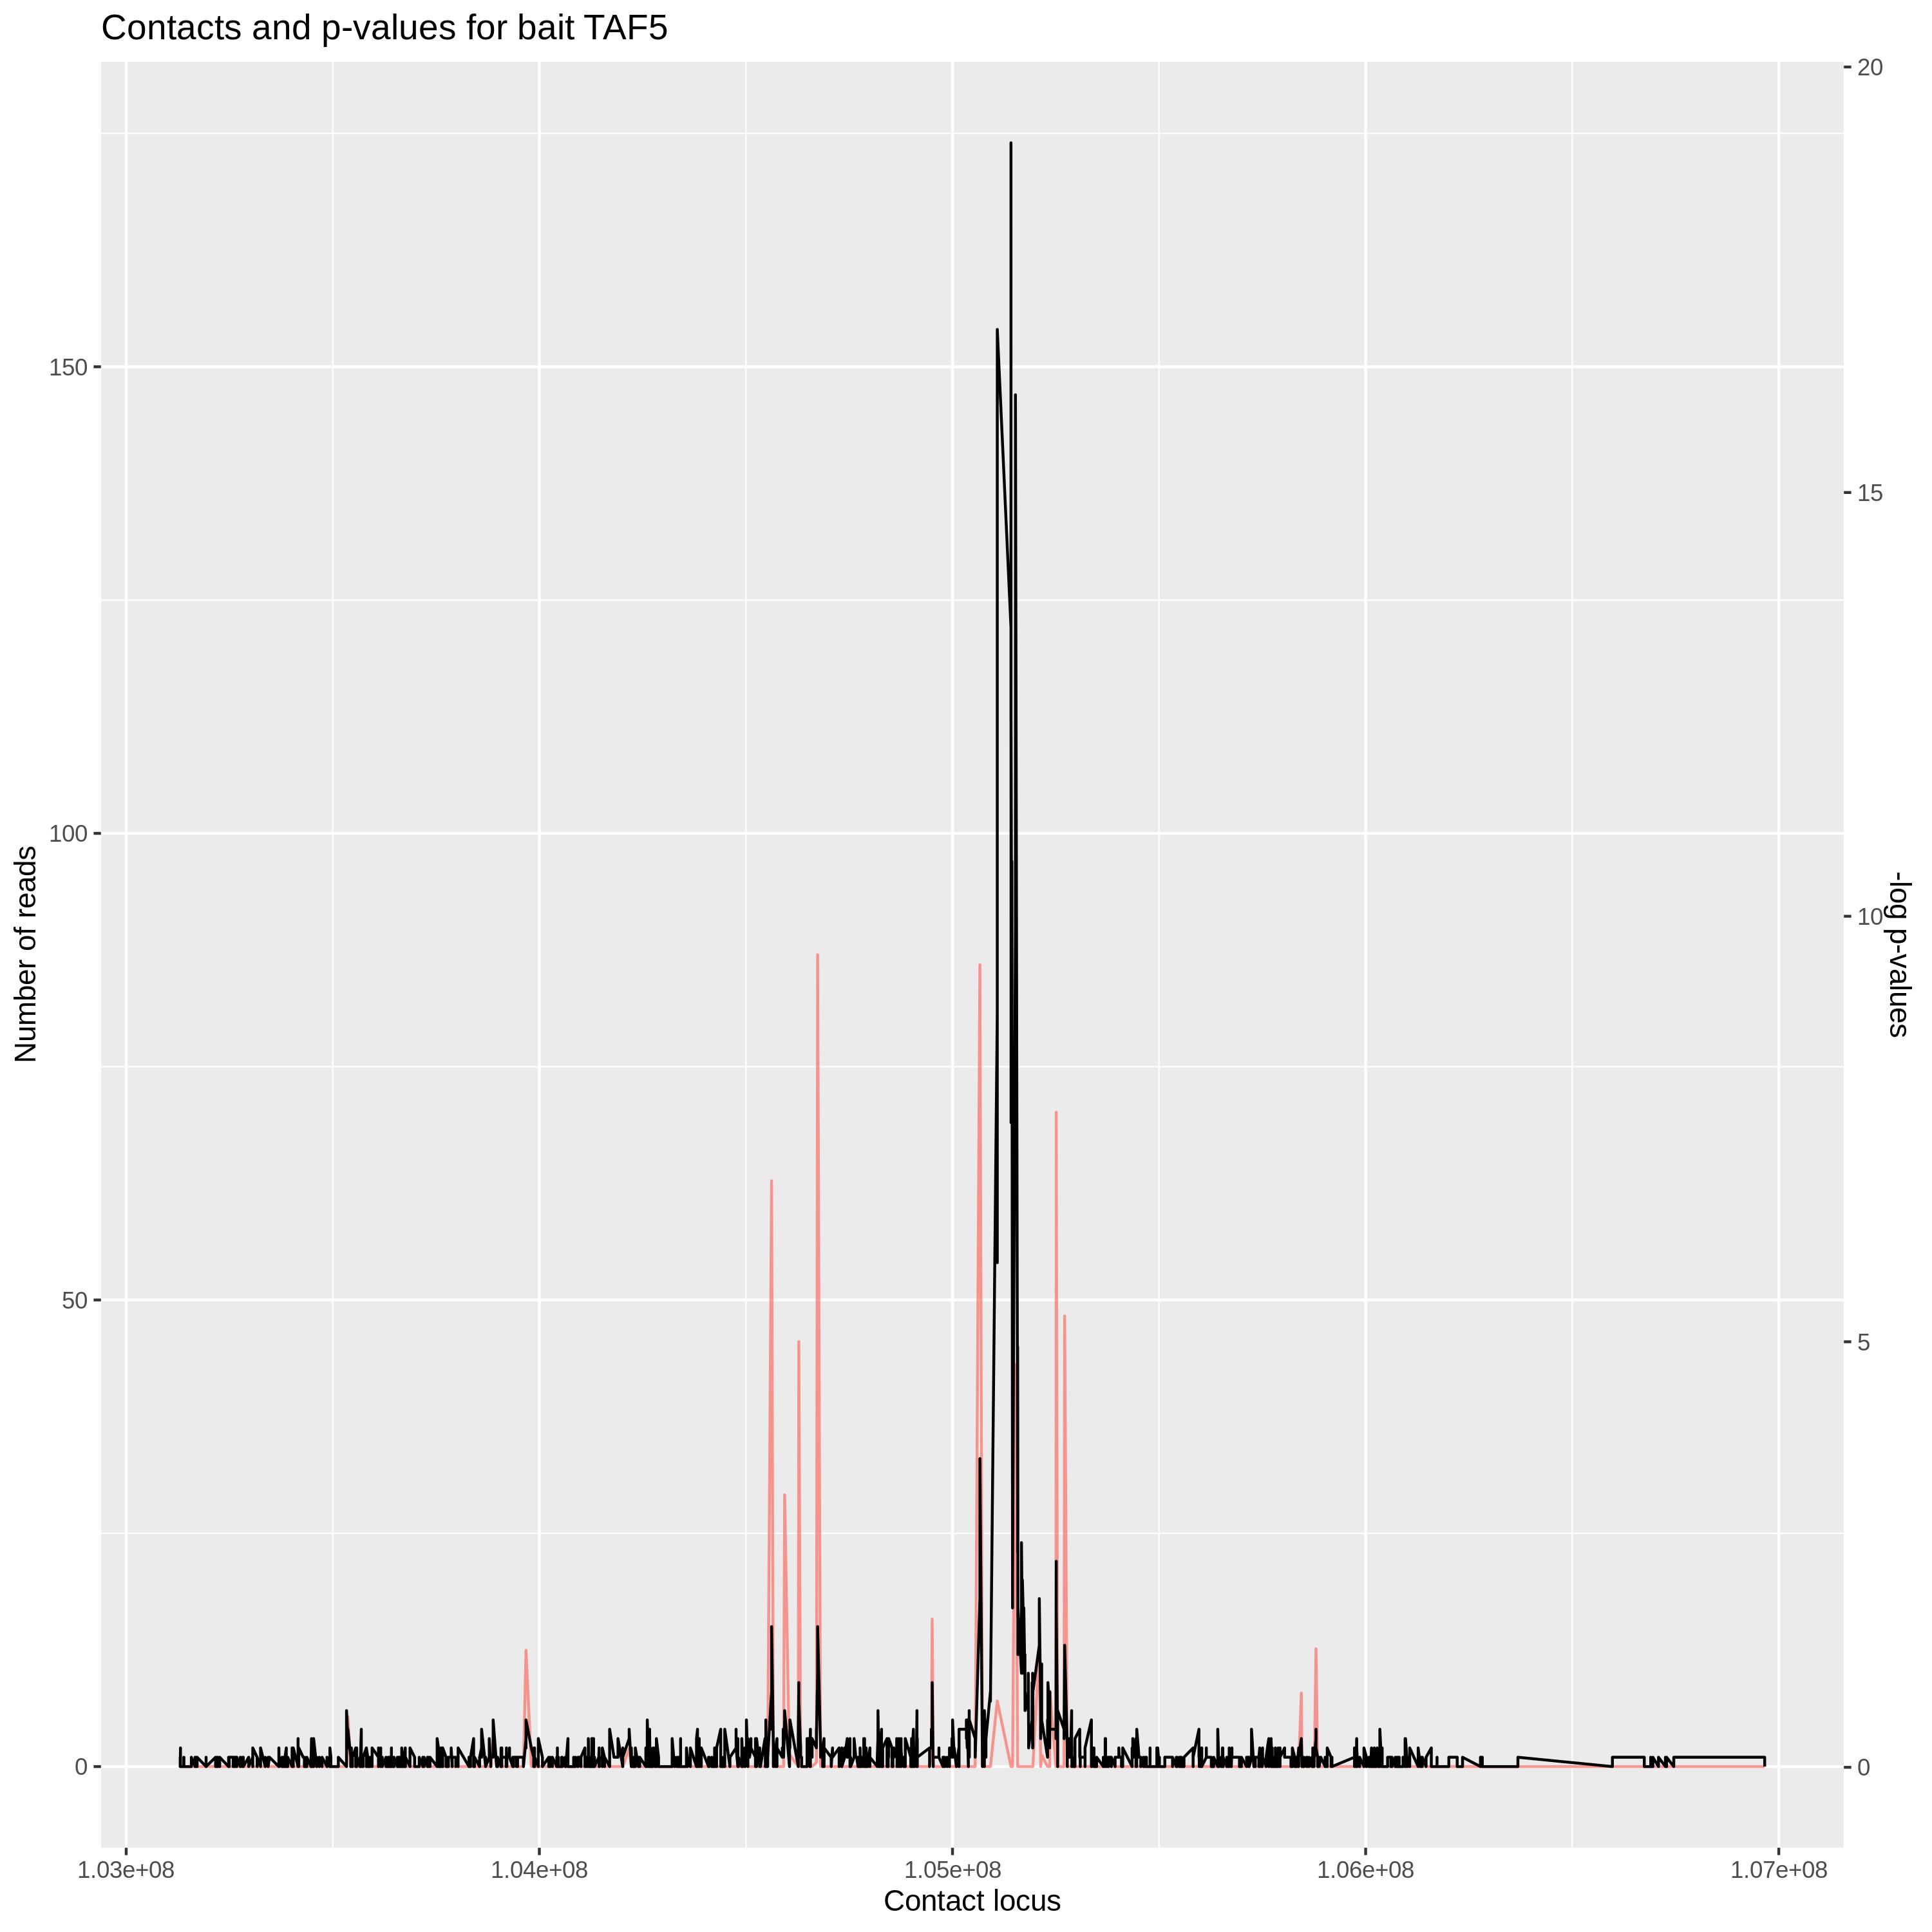 Contacts and p-values for bait TAF5
20
15
10
5
0
-log p-values
150
100
50
0
Number of reads
1.03e+08 1.04e+08 1.05e+08 1.06e+08 1.07e+08
Contact locus